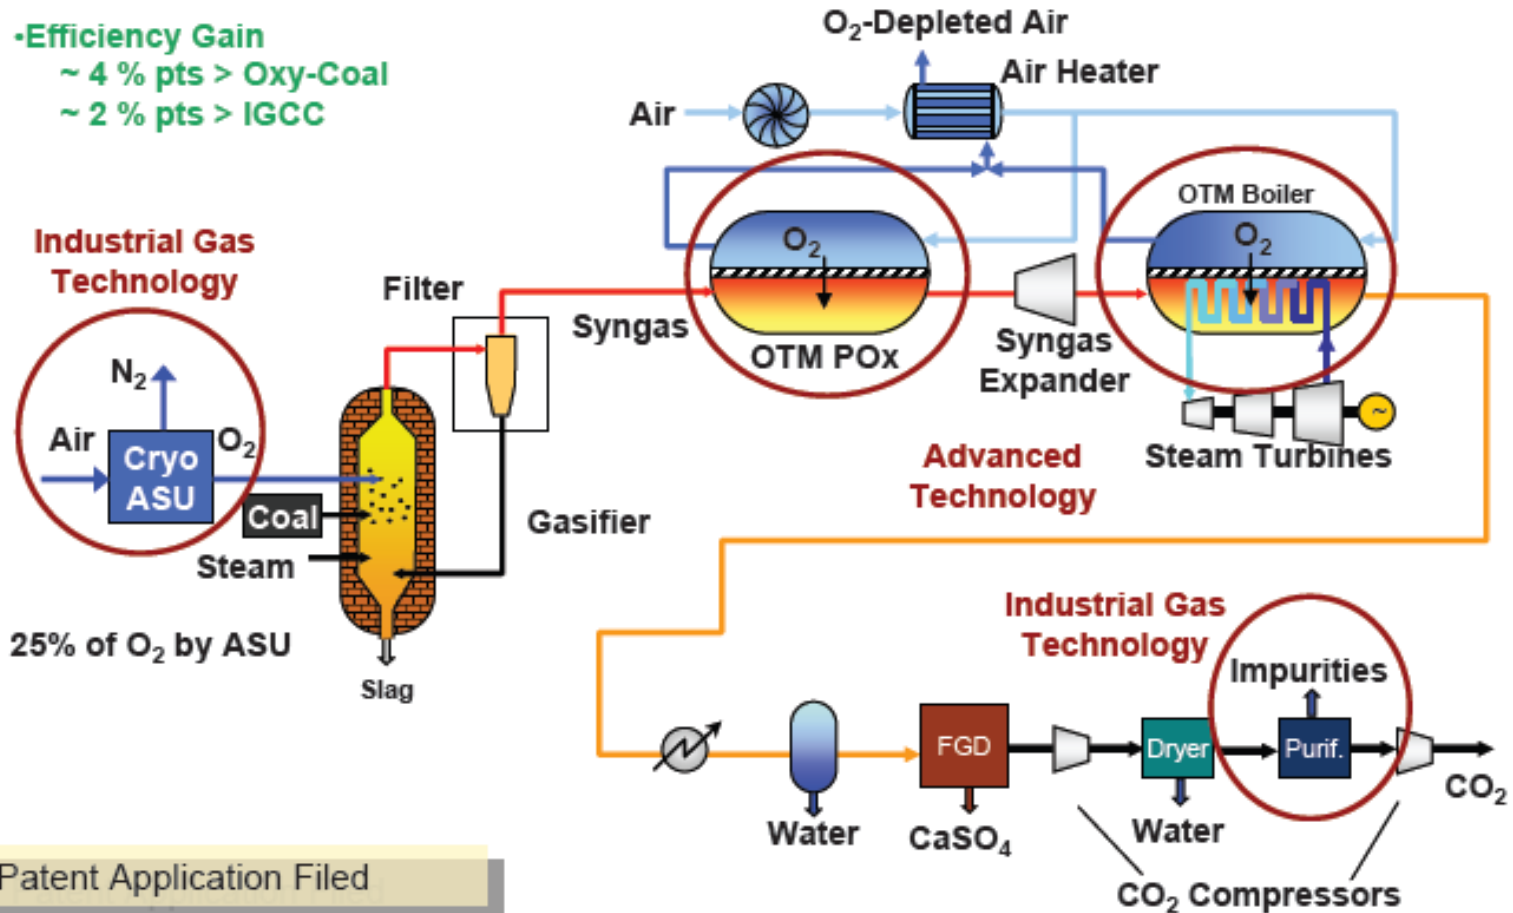 •Efficiency Gain
~ 4 % pts > Oxy-Coal
~ 2 % pts > IGCC
O₂-Depleted Air
Air Heater
Air
OTM Boiler
O₂
O₂
Industrial Gas
Technology
Filter
Syngas
OTM POx
Syngas
Expander
N₂
Air
O₂
Cryo
ASU
Coal
Steam
Gasifier
Advanced
Technology
Steam Turbines
~
25% of O₂ by ASU
Slag
Industrial Gas
Technology
Impurities
FGD
Dryer
Purif.
CO₂
Water
CaSO₄
Water
CO₂ Compressors
Patent Application Filed